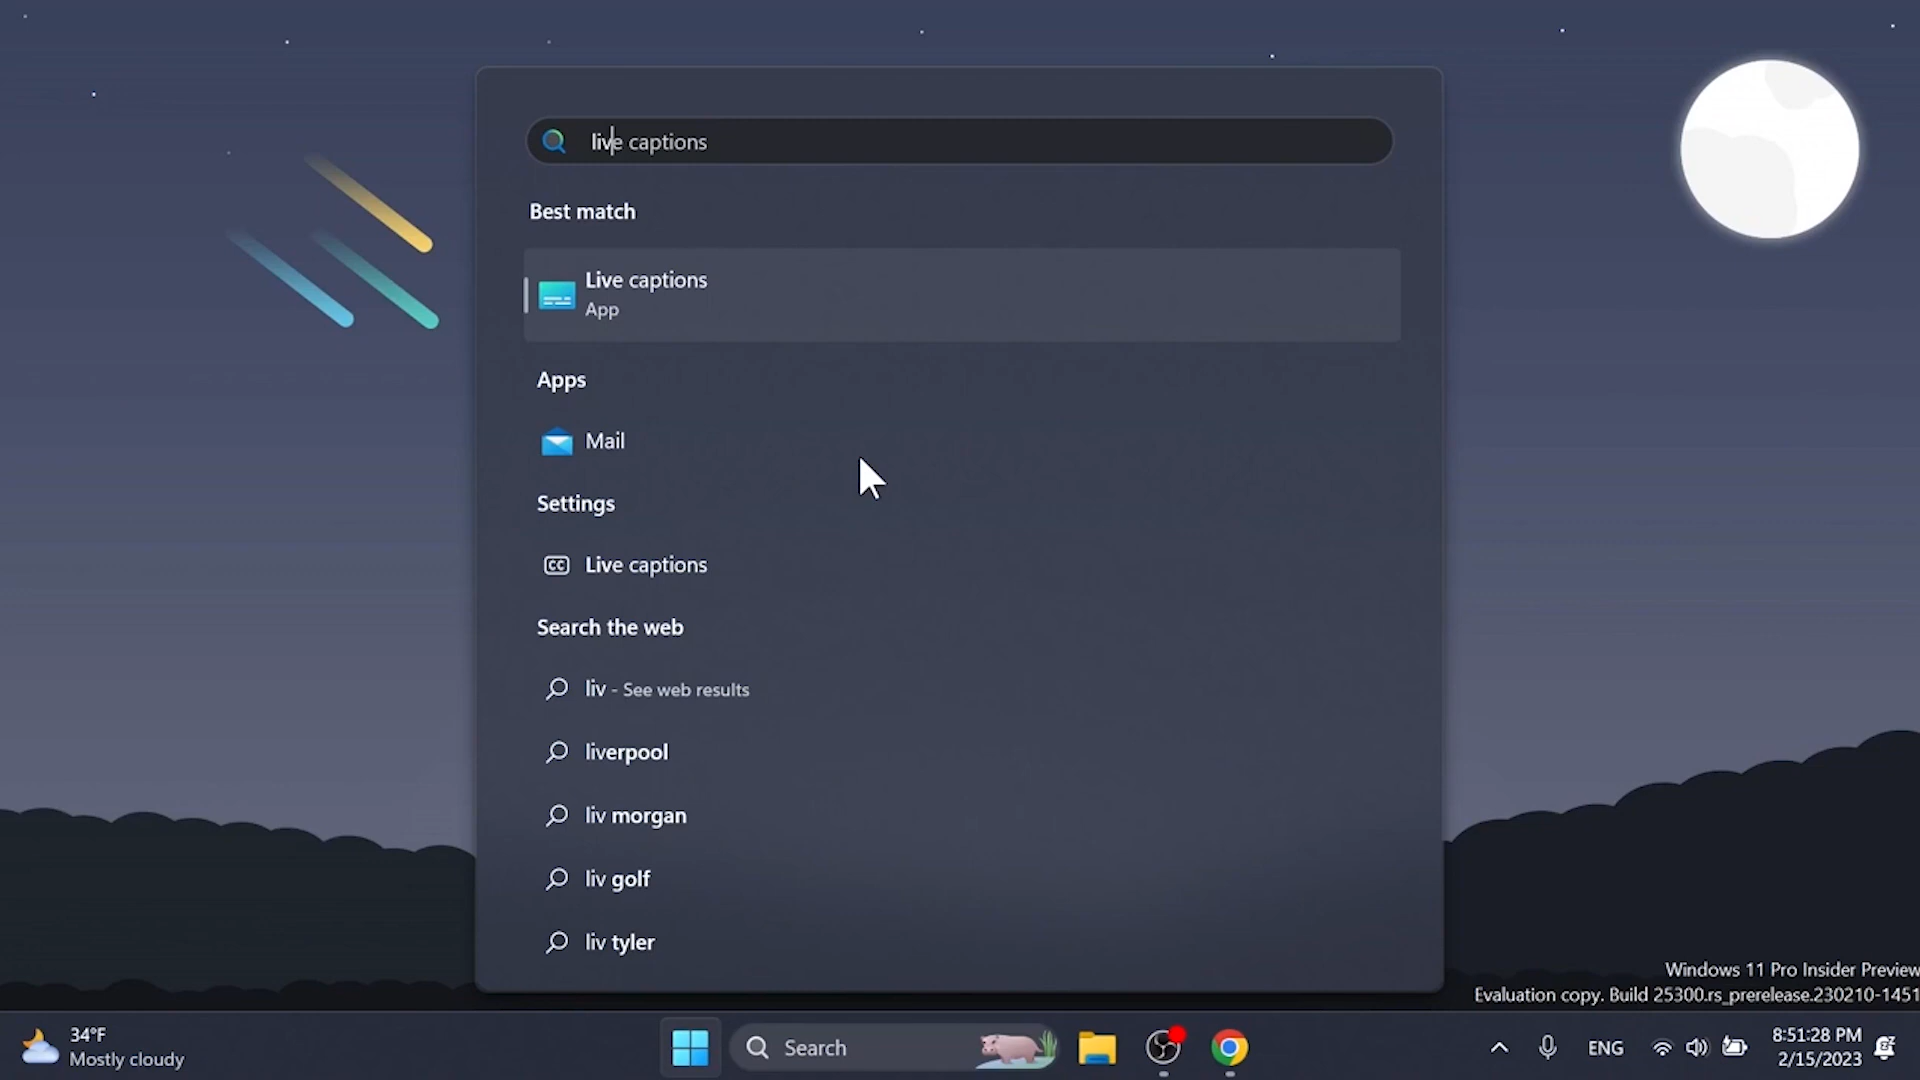 live captions
Best match
Live captions
App
Apps
Mail
Settings
CC Live captions
Search the web
liv - See web results
liverpool
liv morgan
liv golf
liv tyler
Windows 11 Pro Insider Preview
Evaluation copy. Build 25300.rs_prerelease.230210-1451
34°F
Mostly cloudy
Search
ENG
8:51:28 PM
2/15/2023